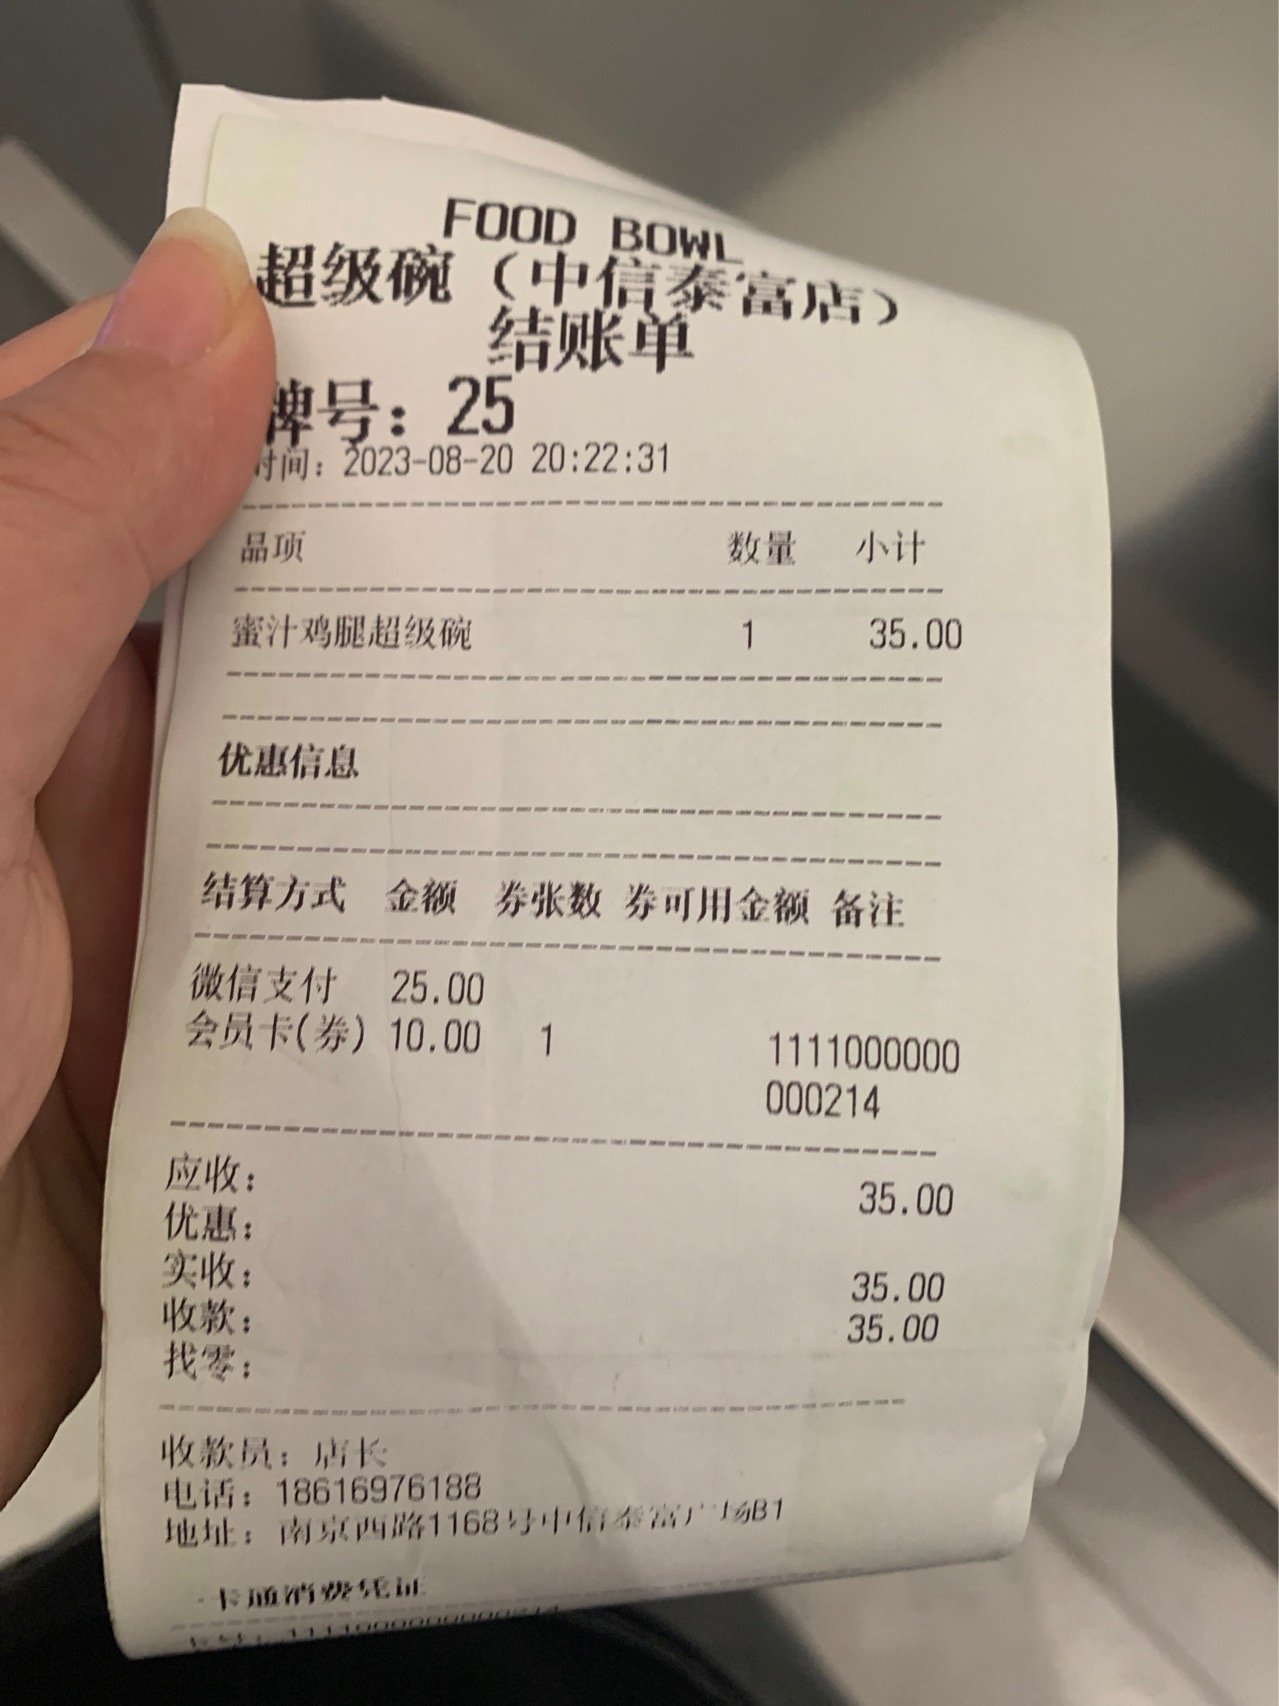 FOOD BOWL
超级碗（中信泰富店）
结账单
牌号：25
时间：2023-08-20 20:22:31
品项 数量 小计
蜜汁鸡腿超级碗 1 35.00
优惠信息
结算方式 金额 券张数 券可用金额 备注
微信支付 25.00
会员卡(券) 10.00 1 1111000000
000214
应收： 35.00
优惠：
实收： 35.00
收款： 35.00
找零：
收款员：店长
电话：18616976188
地址：南京西路1168号中信泰富广场B1
一卡通消费凭证
卡号：1111000000000214